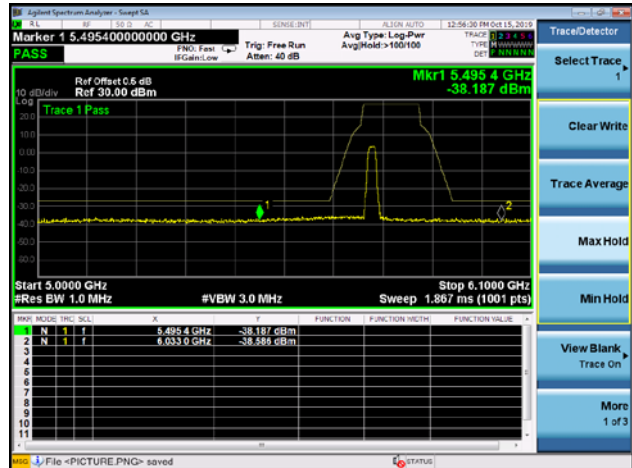 Agilent Spectrum Analyzer - Swept SA
RL RF 50 Ω AC SENSE:INT ALIGN AUTO 12:56:30 PM Oct 15, 2019
Marker 1 5.495400000000 GHz
PASS
PNO: Fast
IFGain:Low
Trig: Free Run
Atten: 40 dB
Avg Type: Log-Pwr
Avg|Hold:>100/100
TRACE 1 2 3 4 5 6
TYPE M WWWWW
DET P NNNNN
Ref Offset 0.6 dB
10 dB/div Ref 30.00 dBm
Mkr1 5.495 4 GHz
-38.187 dBm
Log
Trace 1 Pass
20.0
10.0
0.00
-10.0
-20.0
-30.0
-40.0
-50.0
-60.0
1
2
Start 5.0000 GHz Stop 6.1000 GHz
#Res BW 1.0 MHz #VBW 3.0 MHz Sweep 1.867 ms (1001 pts)
MKR MODE TRC SCL X Y FUNCTION FUNCTION WIDTH FUNCTION VALUE
1 N 1 f 5.495 4 GHz -38.187 dBm
2 N 1 f 6.033 0 GHz -38.586 dBm
3
4
5
6
7
8
9
10
11
MSG File <PICTURE.PNG> saved STATUS
Trace/Detector
Select Trace
1
Clear Write
Trace Average
Max Hold
Min Hold
View Blank
Trace On
More
1 of 3